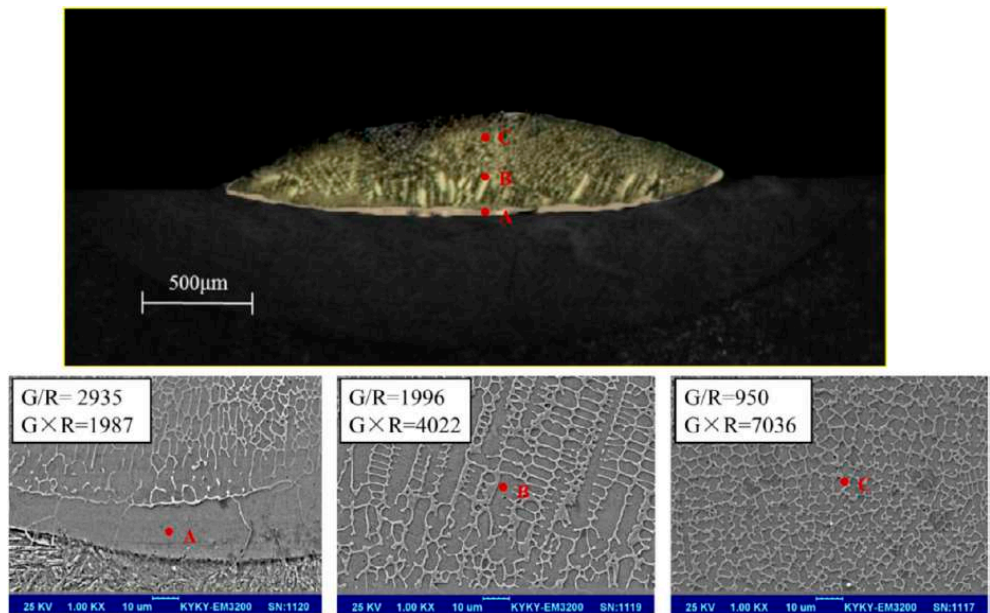 C
B
A
500μm
G/R= 2935
G×R=1987
A
25 KV 1.00 KX 10 um KYKY-EM3200 SN:1120
G/R=1996
G×R=4022
B
25 KV 1.00 KX 10 um KYKY-EM3200 SN:1119
G/R=950
G×R=7036
C
25 KV 1.00 KX 10 um KYKY-EM3200 SN:1117